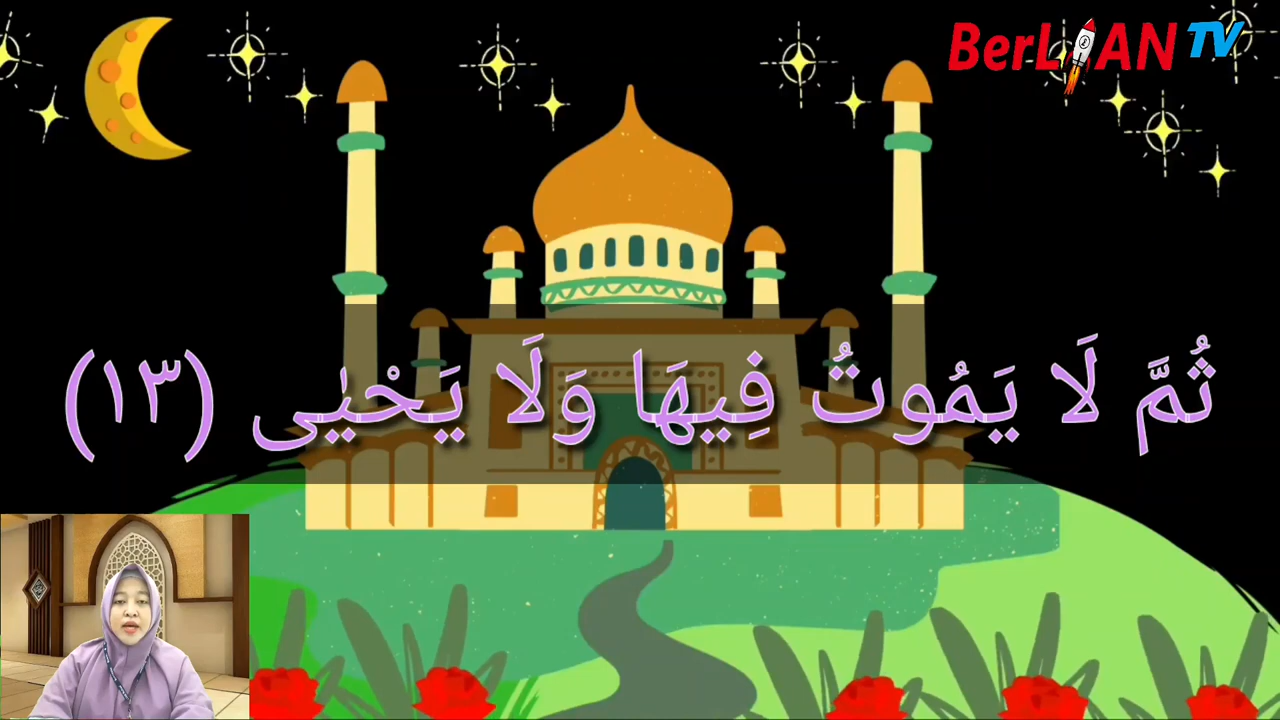 BerLIAN TV
ثُمَّ لَا يَمُوتُ فِيهَا وَلَا يَحْيٰى (١٣)